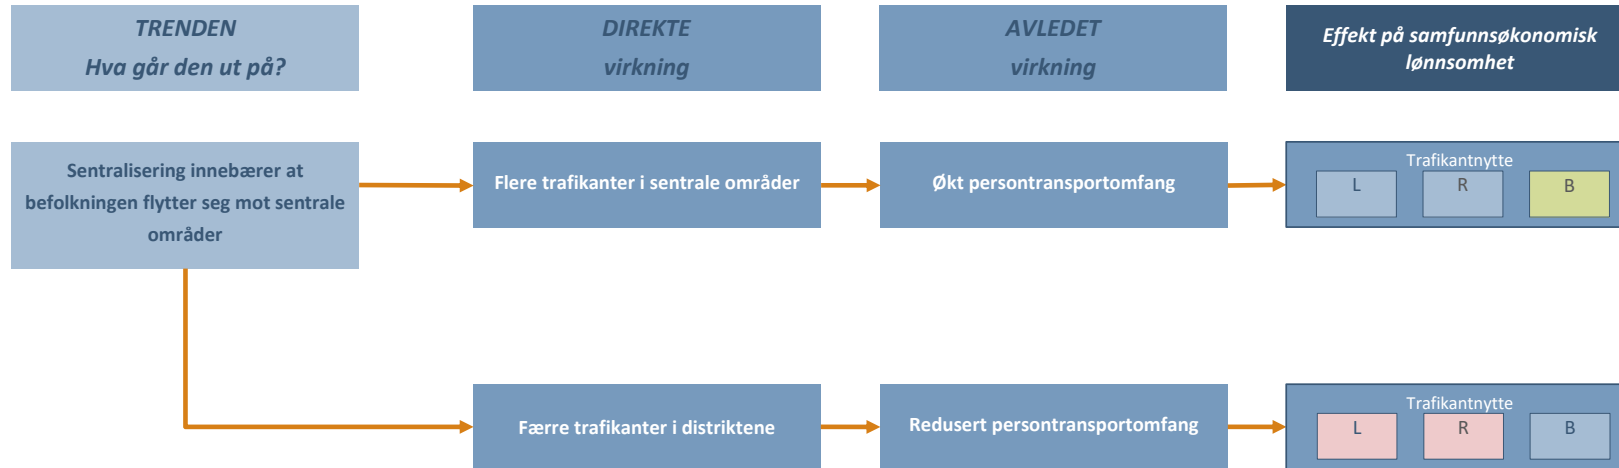 TRENDEN
Hva går den ut på?
DIREKTE
virkning
AVLEDET
virkning
Effekt på samfunnsøkonomisk
lønnsomhet
Sentralisering innebærer at
befolkningen flytter seg mot sentrale
områder
Flere trafikanter i sentrale områder
Økt persontransportomfang
Trafikantnytte
L
R
B
Færre trafikanter i distriktene
Redusert persontransportomfang
Trafikantnytte
L
R
B